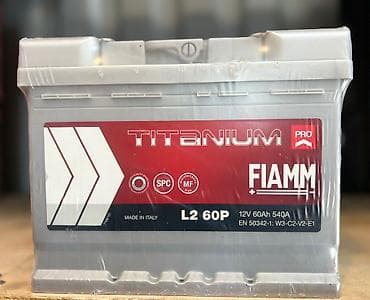 TITANIUM
PRO
SPC
MF
FIAMM
MADE IN ITALY
L2 60P
12V 60Ah 540A
EN 50342-1: W3-C2-V2-E1